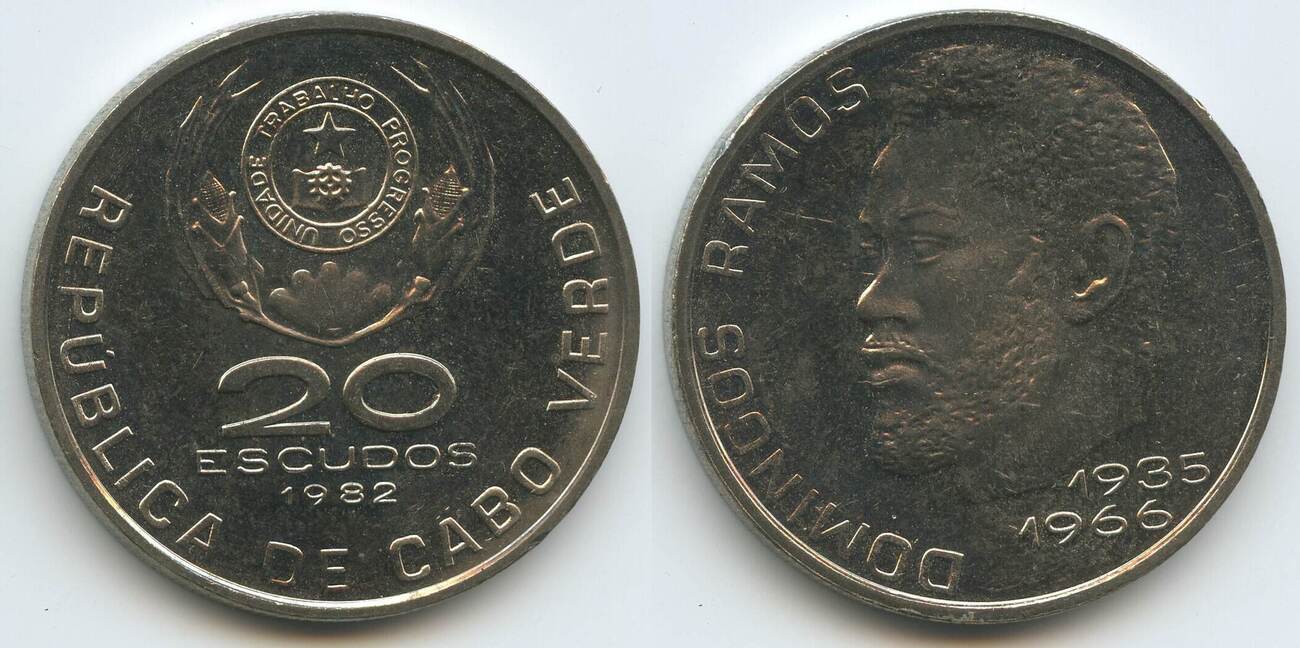 UNIDADE TRABALHO PROGRESSO
REPÚBLICA DE CABO VERDE
20
ESCUDOS
1982
DOMINGOS RAMOS
1935
1966